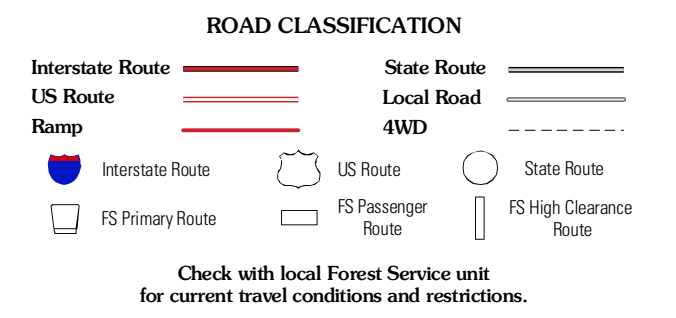 ROAD CLASSIFICATION
Interstate Route
State Route
US Route
Local Road
Ramp
4WD
Interstate Route
US Route
State Route
FS Primary Route
FS Passenger
Route
FS High Clearance
Route
Check with local Forest Service unit
for current travel conditions and restrictions.